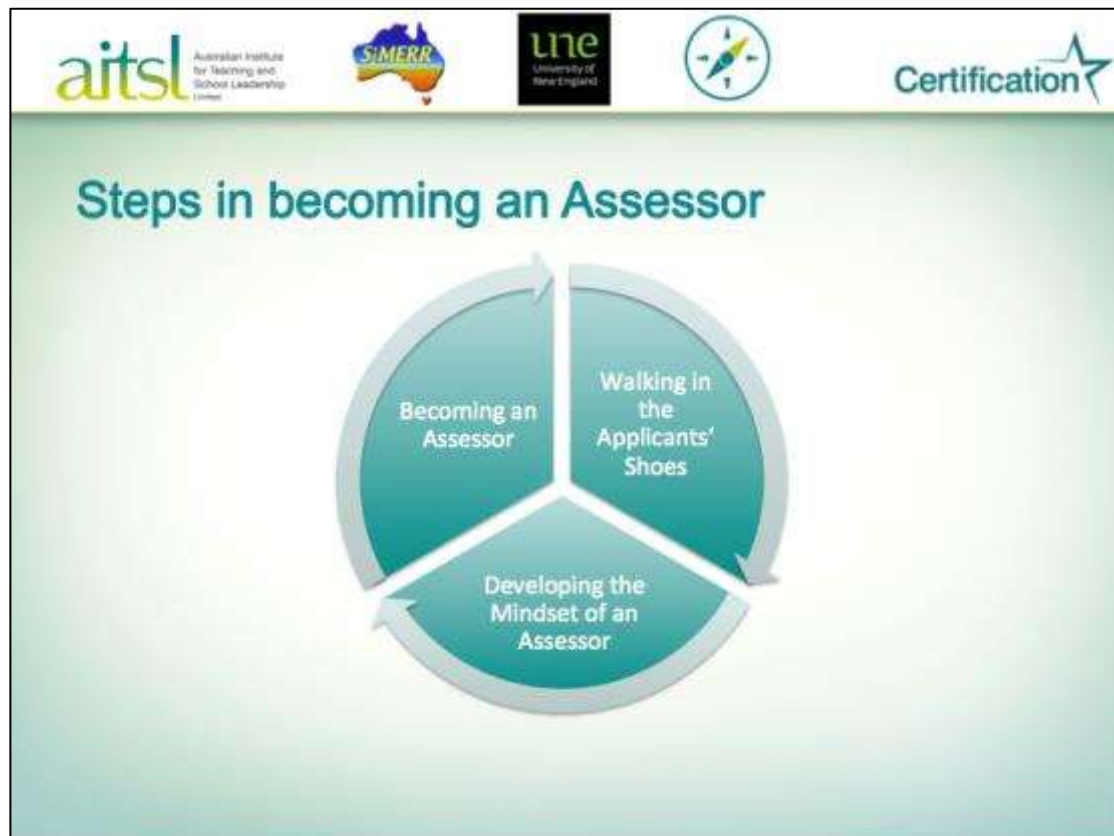 aitsl
Australian Institute
for Teaching and
School Leadership
Limited
SiMERR
une
University of
New England
Certification
Steps in becoming an Assessor
Walking in
the
Applicants'
Shoes
Developing the
Mindset of an
Assessor
Becoming an
Assessor